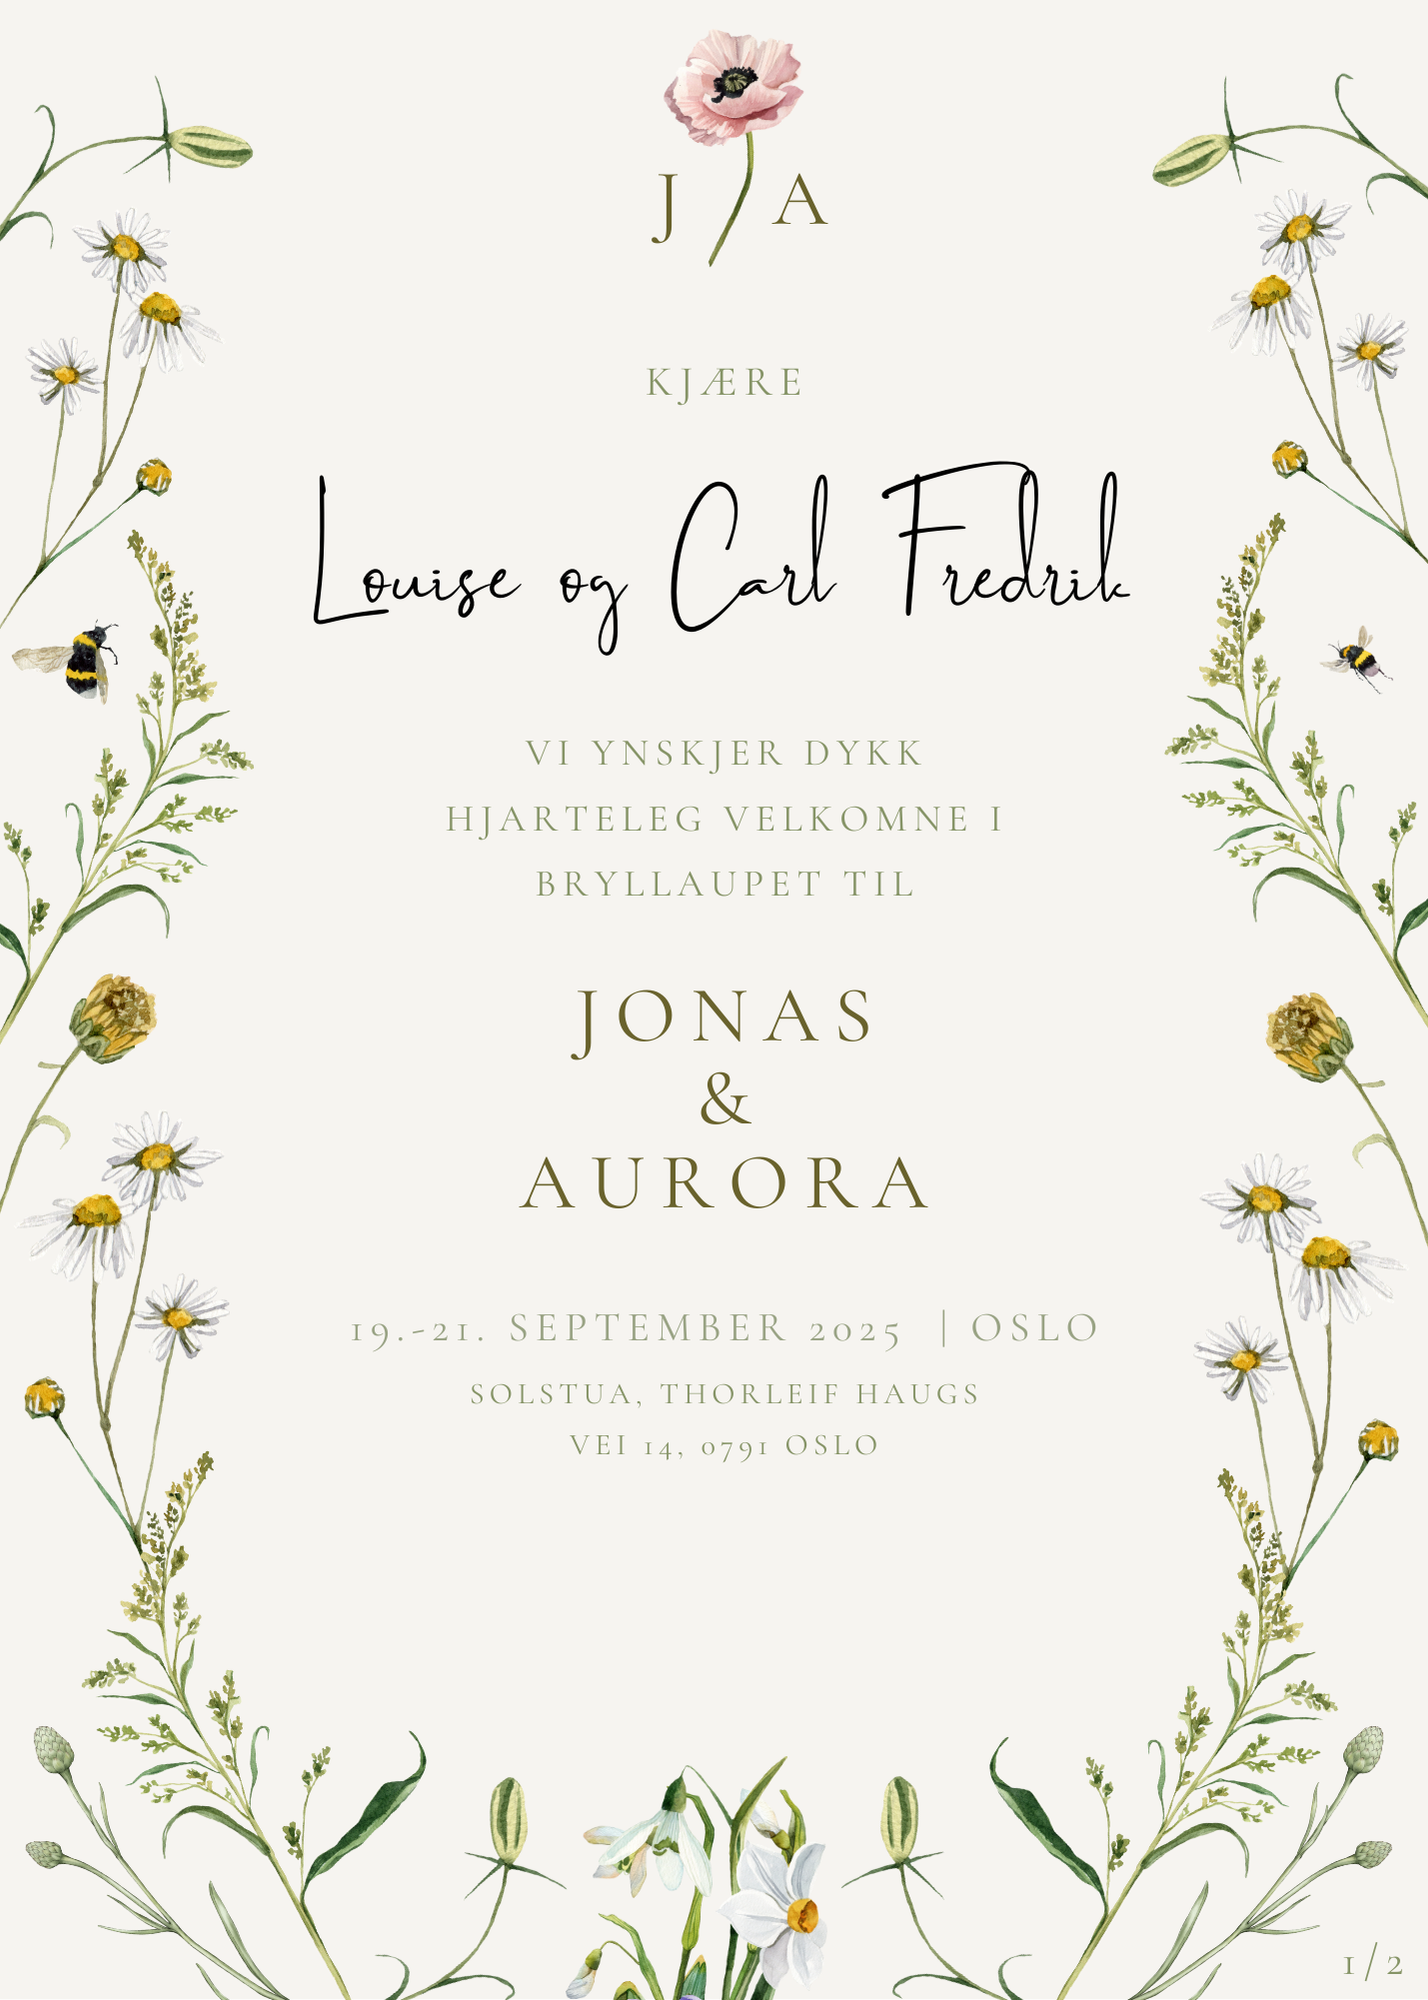 J A
KJÆRE
Louise og Carl Fredrik
VI YNSKJER DYKK
HJARTELEG VELKOMNE I
BRYLLAUPET TIL
JONAS
&
AURORA
19.-21. SEPTEMBER 2025 | OSLO
SOLSTUA, THORLEIF HAUGS
VEI 14, 0791 OSLO
1/2